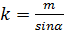 k = m / sinα